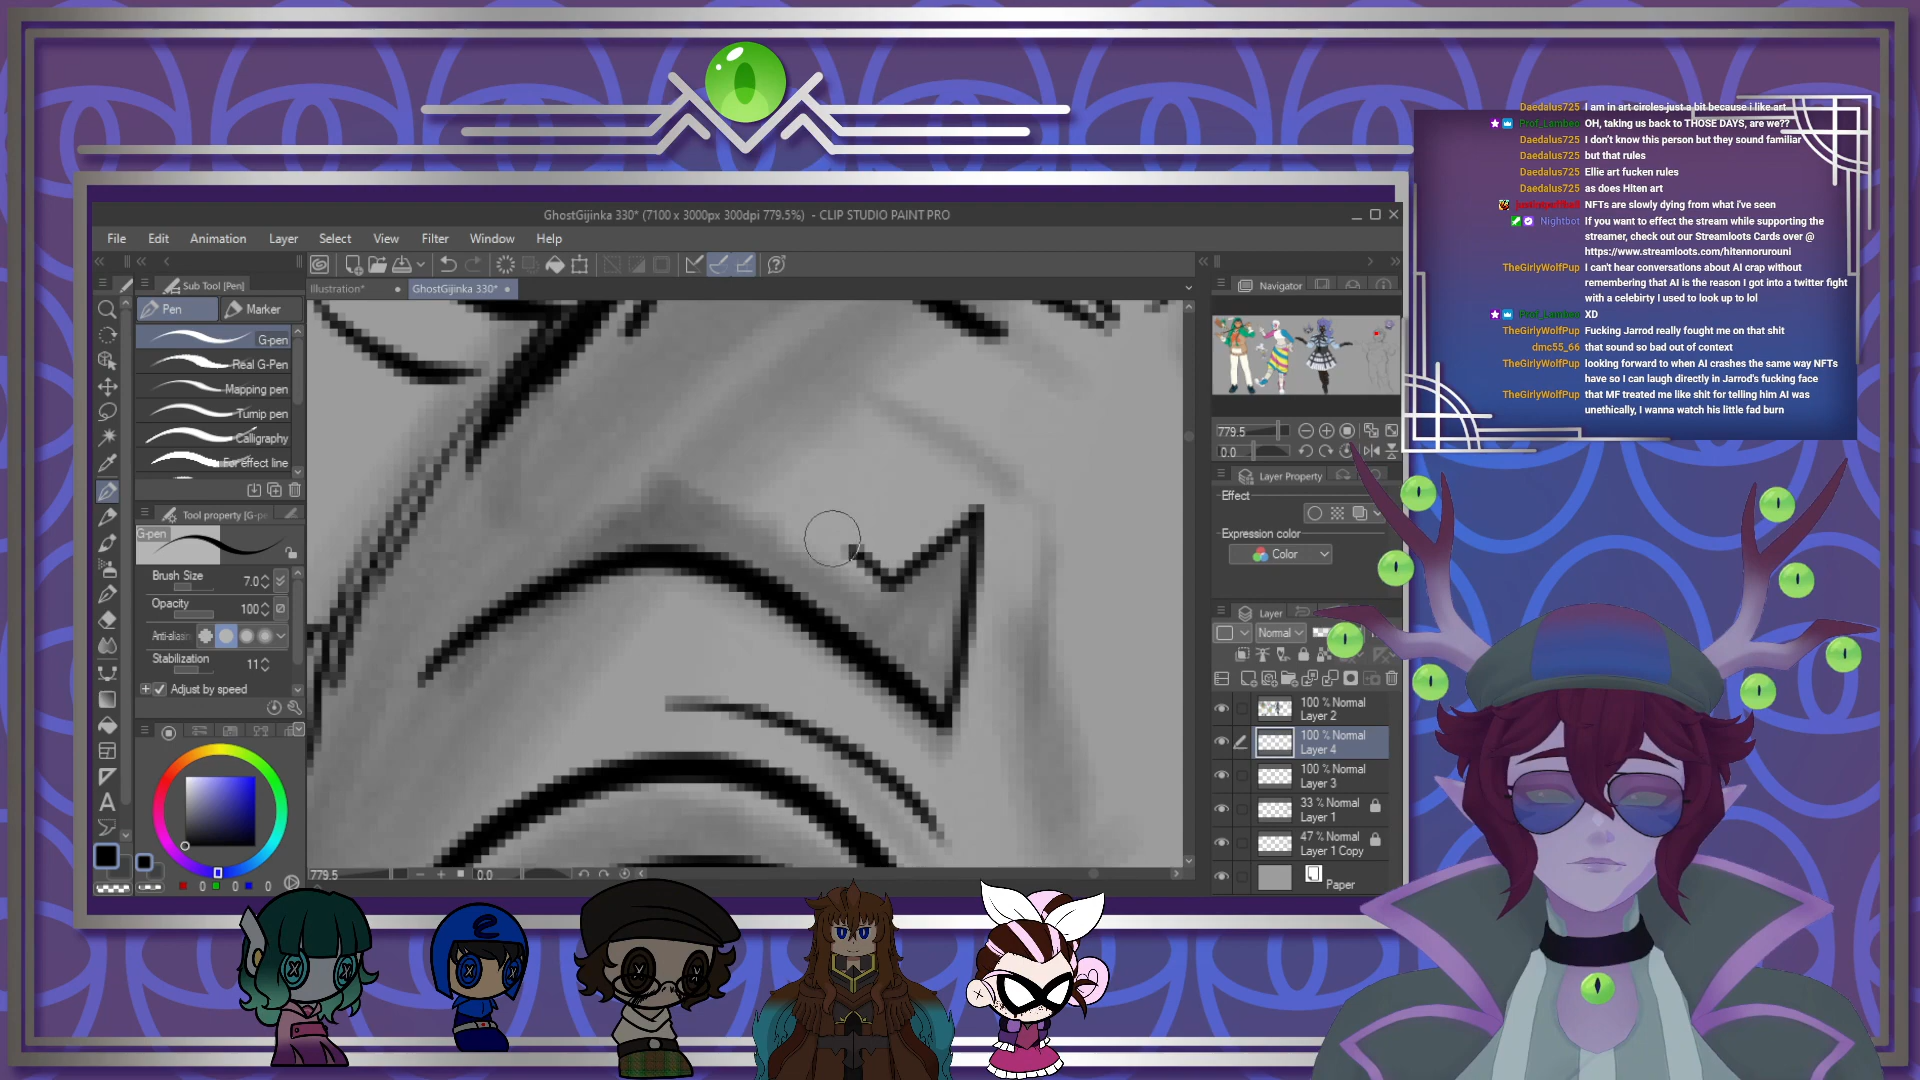 GhostGijinka 330* (7100 x 3000px 300dpi 779.5%) - CLIP STUDIO PAINT PRO
File Edit Animation Layer Select View Filter Window Help
Sub Tool [Pen]
Pen Marker
G-pen
Real G-Pen
Mapping pen
Turnip pen
Calligraphy
For effect line
Tool property [G-pe
G-pen
Brush Size 7.0
Opacity 100
Anti-aliasin
Stabilization 11
Adjust by speed
0 0 0
Illustration*
GhostGijinka 330*
779.5 0.0
Navigator
779.5
0.0
Layer Property
Effect
Expression color
Color
Layer
Normal
100 % Normal
Layer 2
100 % Normal
Layer 4
100 % Normal
Layer 3
33 % Normal
Layer 1
47 % Normal
Layer 1 Copy
Paper
Daedalus725 I am in art circles just a bit because i like art
Prof_Lambeo OH, taking us back to THOSE DAYS, are we??
Daedalus725 I don't know this person but they sound familiar
Daedalus725 but that rules
Daedalus725 Ellie art fucken rules
Daedalus725 as does Hiten art
NFTs are slowly dying from what i've seen
Nightbot If you want to effect the stream while supporting the
streamer, check out our Streamloots Cards over @
https://www.streamloots.com/hitennorurouni
TheGirlyWolfPup I can't hear conversations about AI crap without
remembering that AI is the reason I got into a twitter fight
with a celebirty I used to look up to lol
Prof_Lambeo XD
TheGirlyWolfPup Fucking Jarrod really fought me on that shit
dmc55_66 that sound so bad out of context
TheGirlyWolfPup looking forward to when AI crashes the same way NFTs
have so I can laugh directly in Jarrod's fucking face
TheGirlyWolfPup that MF treated me like shit for telling him AI was
unethically, I wanna watch his little fad burn